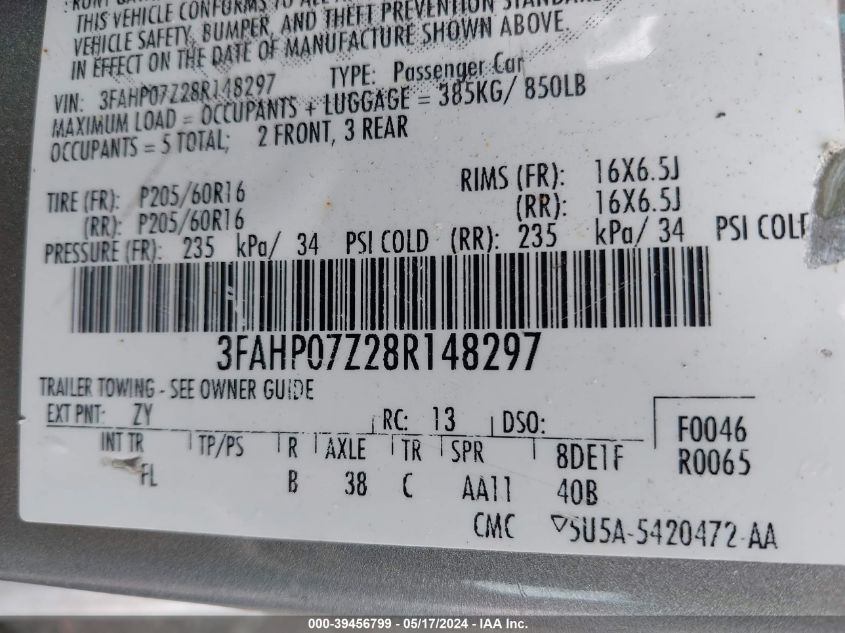 THIS VEHICLE CONFORMS TO ALL
VEHICLE SAFETY, BUMPER, AND THEFT PREVENTION STANDARDS
IN EFFECT ON THE DATE OF MANUFACTURE SHOWN ABOVE.
VIN: 3FAHP07Z28R148297 TYPE: Passenger Car
MAXIMUM LOAD = OCCUPANTS + LUGGAGE = 385KG/ 850LB
OCCUPANTS = 5 TOTAL; 2 FRONT, 3 REAR
TIRE (FR): P205/60R16 RIMS (FR): 16X6.5J
(RR): P205/60R16 (RR): 16X6.5J
PRESSURE (FR): 235 kPa/ 34 PSI COLD (RR): 235 kPa/ 34 PSI COLD
3FAHP07Z28R148297
TRAILER TOWING - SEE OWNER GUIDE
EXT PNT: ZY RC: 13 DSO: F0046
INT TR TP/PS R AXLE TR SPR 8DE1F R0065
FL B 38 C AA11 40B
CMC ▽5U5A-5420472-AA
000-39456799 - 05/17/2024 - IAA Inc.